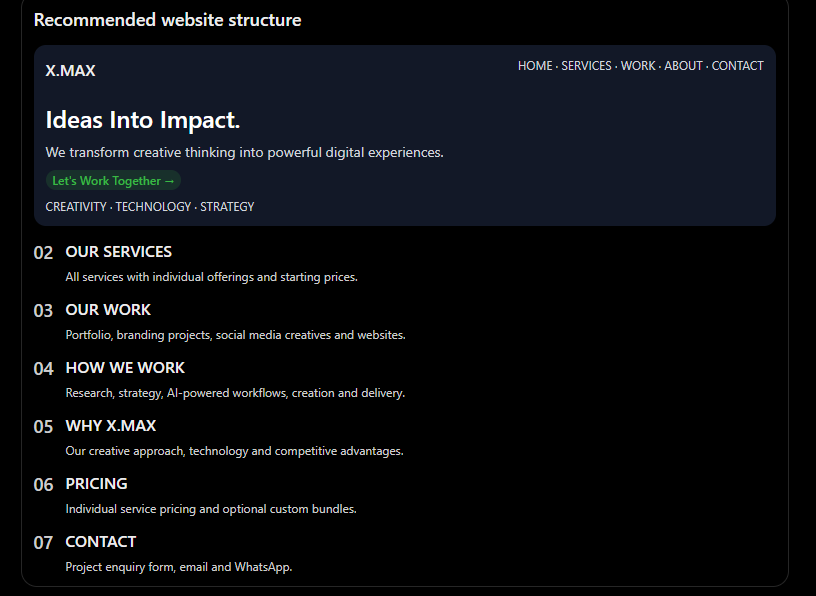 Recommended website structure
X.MAX
HOME · SERVICES · WORK · ABOUT · CONTACT
Ideas Into Impact.
We transform creative thinking into powerful digital experiences.
Let's Work Together →
CREATIVITY · TECHNOLOGY · STRATEGY
02 OUR SERVICES
All services with individual offerings and starting prices.
03 OUR WORK
Portfolio, branding projects, social media creatives and websites.
04 HOW WE WORK
Research, strategy, AI-powered workflows, creation and delivery.
05 WHY X.MAX
Our creative approach, technology and competitive advantages.
06 PRICING
Individual service pricing and optional custom bundles.
07 CONTACT
Project enquiry form, email and WhatsApp.